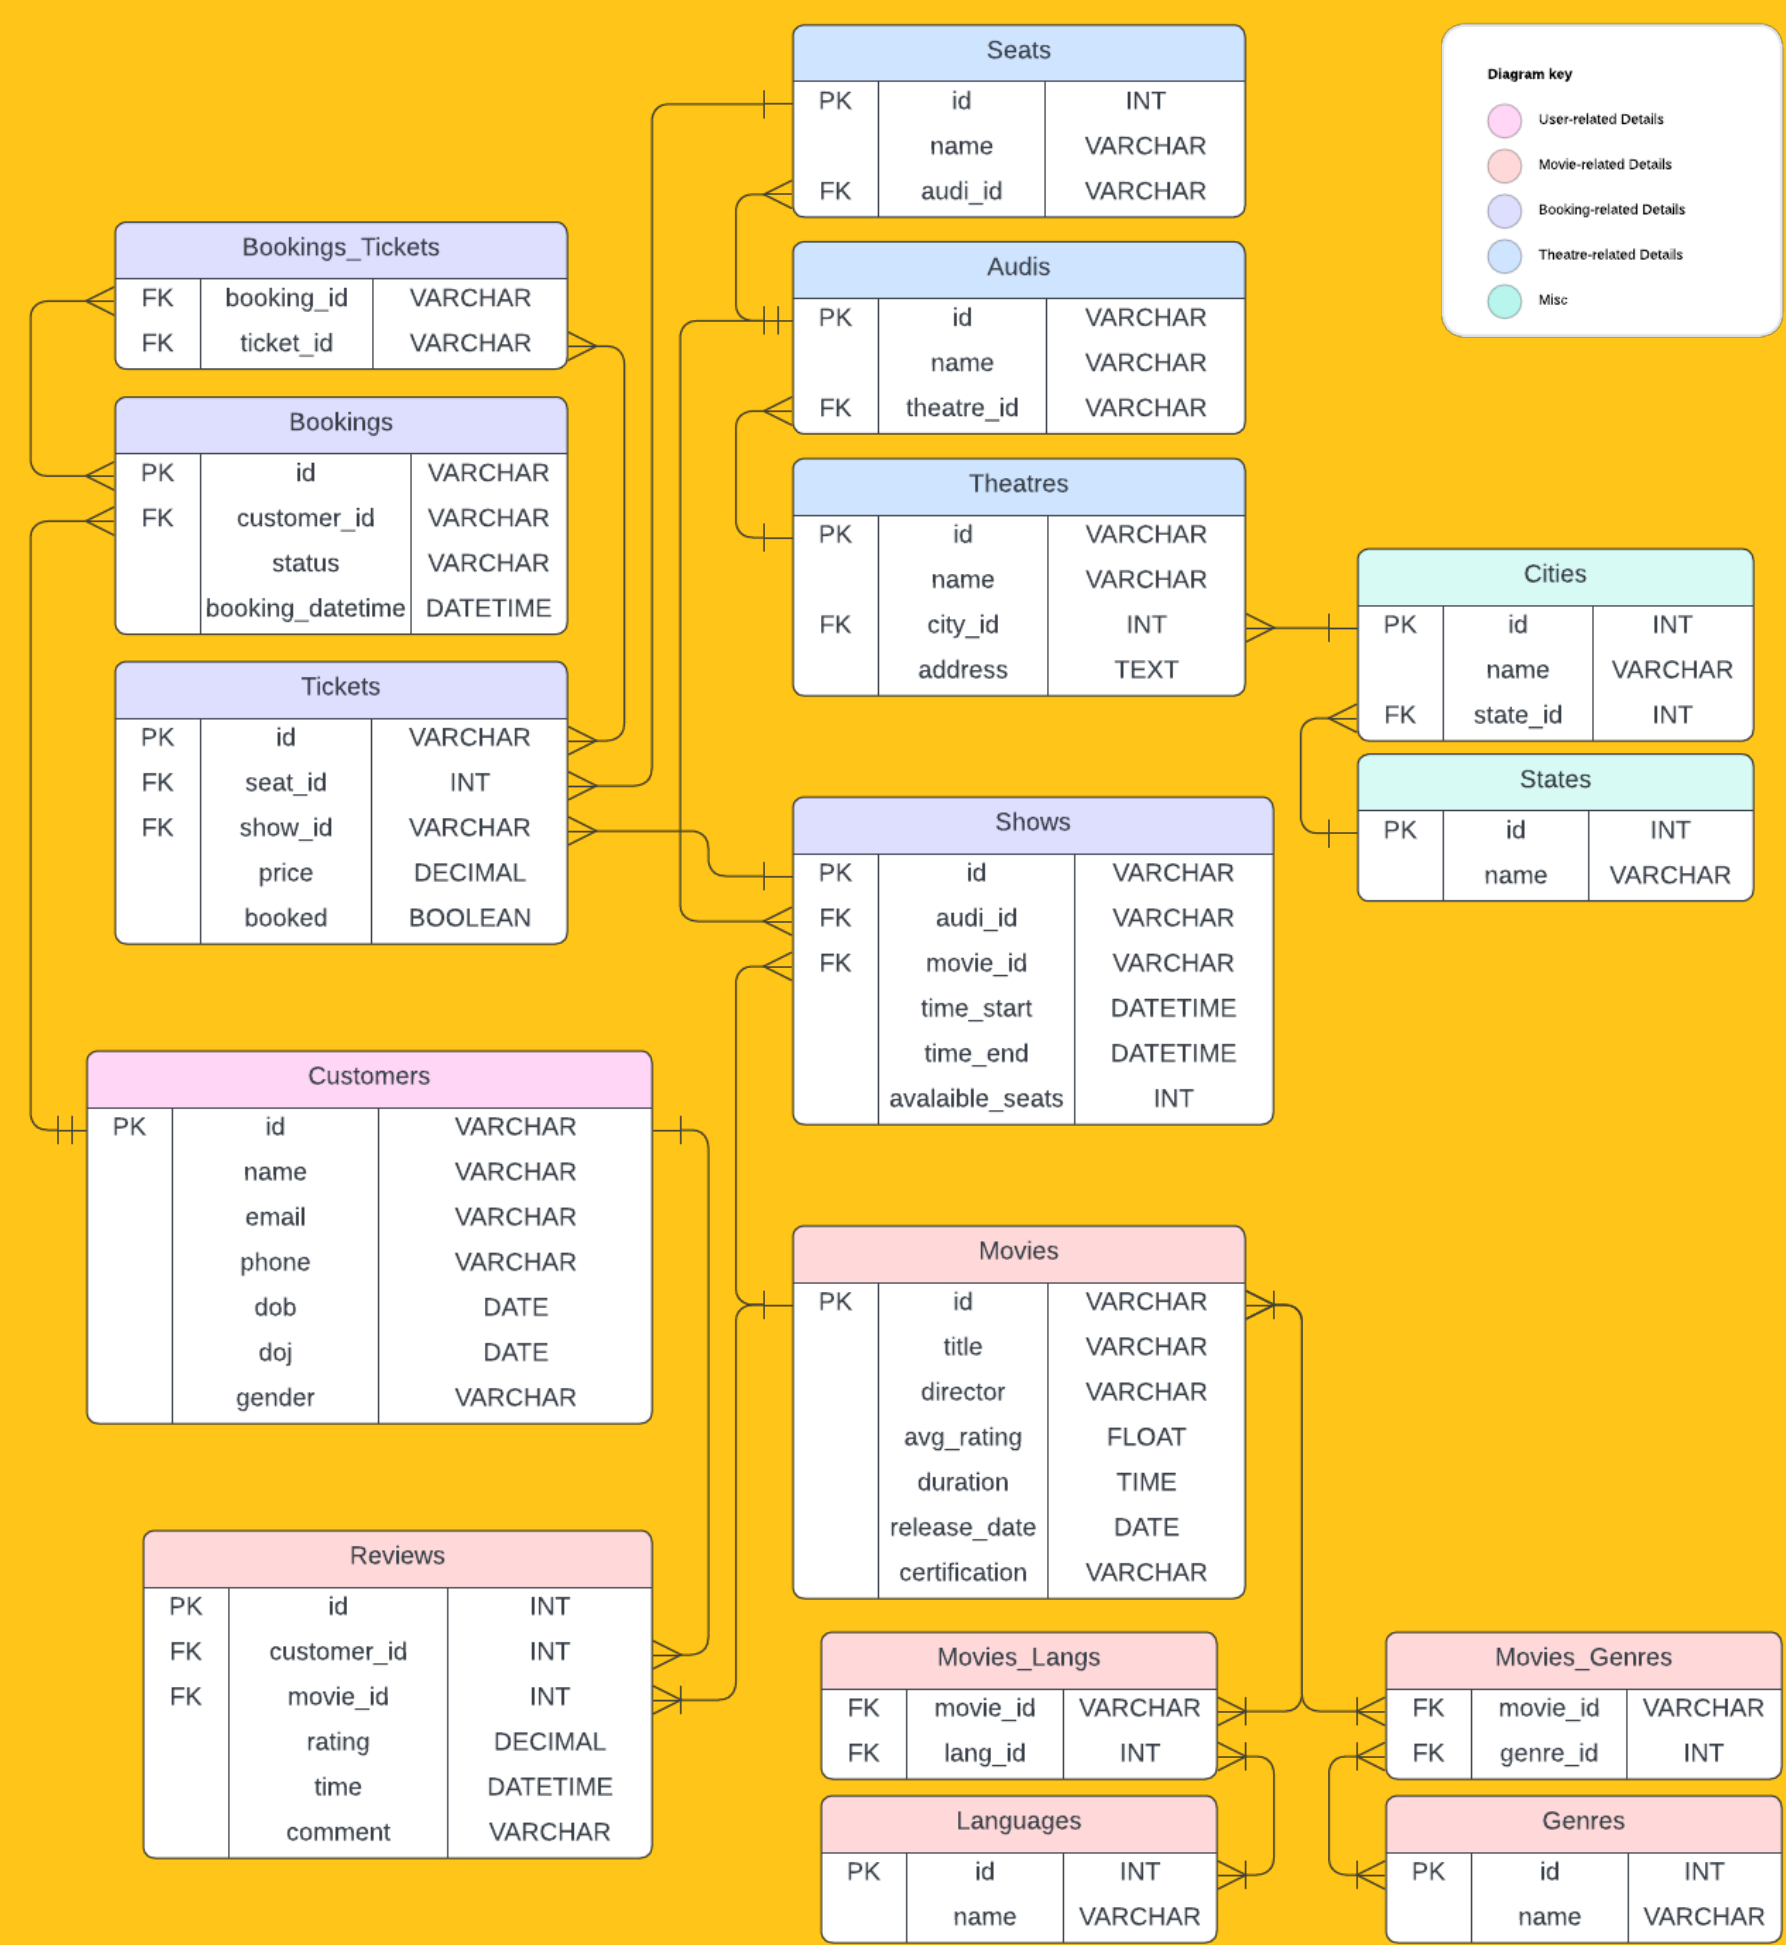 Seats
PK id INT
name VARCHAR
FK audi_id VARCHAR
Diagram key
User-related Details
Movie-related Details
Booking-related Details
Theatre-related Details
Misc
Bookings_Tickets
FK booking_id VARCHAR
FK ticket_id VARCHAR
Audis
PK id VARCHAR
name VARCHAR
FK theatre_id VARCHAR
Bookings
PK id VARCHAR
FK customer_id VARCHAR
status VARCHAR
booking_datetime DATETIME
Theatres
PK id VARCHAR
name VARCHAR
FK city_id INT
address TEXT
Cities
PK id INT
name VARCHAR
FK state_id INT
Tickets
PK id VARCHAR
FK seat_id INT
FK show_id VARCHAR
price DECIMAL
booked BOOLEAN
States
PK id INT
name VARCHAR
Shows
PK id VARCHAR
FK audi_id VARCHAR
FK movie_id VARCHAR
time_start DATETIME
time_end DATETIME
avalaible_seats INT
Customers
PK id VARCHAR
name VARCHAR
email VARCHAR
phone VARCHAR
dob DATE
doj DATE
gender VARCHAR
Movies
PK id VARCHAR
title VARCHAR
director VARCHAR
avg_rating FLOAT
duration TIME
release_date DATE
certification VARCHAR
Reviews
PK id INT
FK customer_id INT
FK movie_id INT
rating DECIMAL
time DATETIME
comment VARCHAR
Movies_Langs
FK movie_id VARCHAR
FK lang_id INT
Movies_Genres
FK movie_id VARCHAR
FK genre_id INT
Languages
PK id INT
name VARCHAR
Genres
PK id INT
name VARCHAR